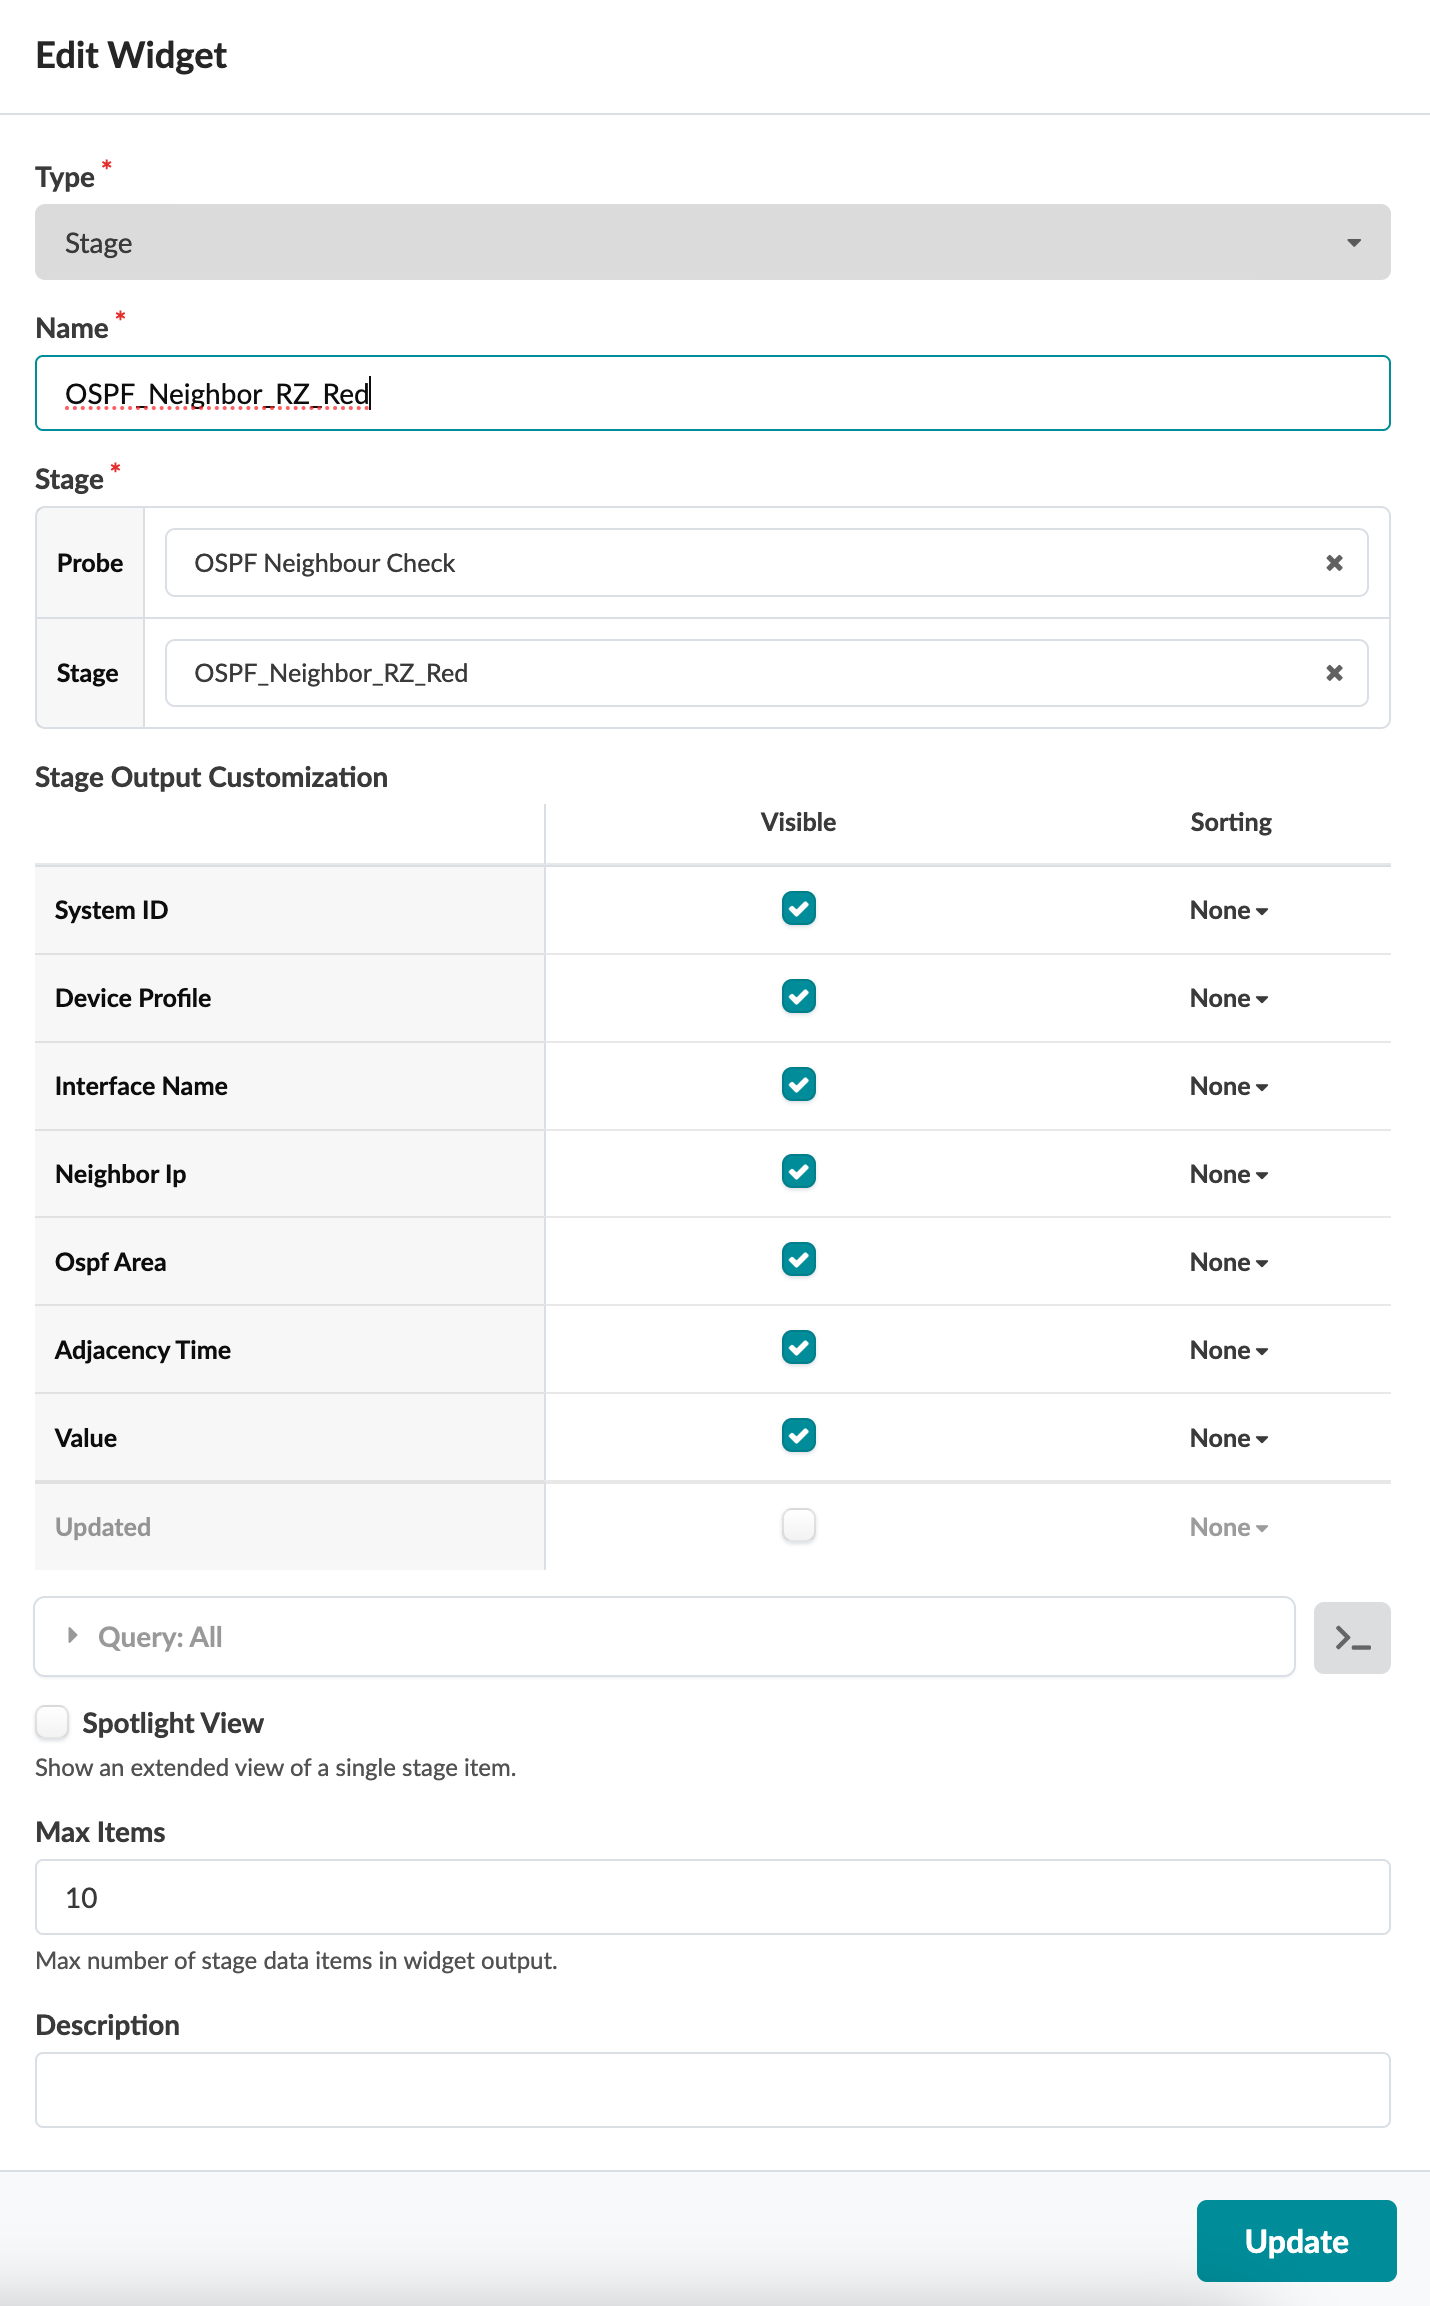 Edit Widget
Type *
Stage
Name *
OSPF_Neighbor_RZ_Red
Stage *
Probe OSPF Neighbour Check
Stage OSPF_Neighbor_RZ_Red
Stage Output Customization
Visible Sorting
System ID None
Device Profile None
Interface Name None
Neighbor Ip None
Ospf Area None
Adjacency Time None
Value None
Updated None
Query: All >_
Spotlight View
Show an extended view of a single stage item.
Max Items
10
Max number of stage data items in widget output.
Description
Update